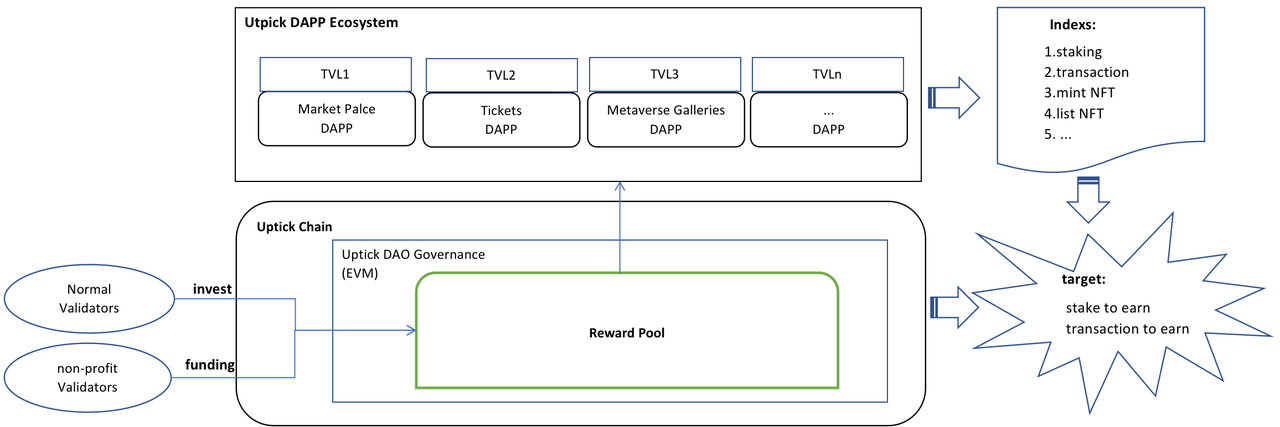 Utpick DAPP Ecosystem
TVL1
TVL2
TVL3
TVLn
Market Palce
DAPP
Tickets
DAPP
Metaverse Galleries
DAPP
...
DAPP
Indexs:
1.staking
2.transaction
3.mint NFT
4.list NFT
5. ...
Uptick Chain
Uptick DAO Governance
(EVM)
Normal
Validators
invest
Reward Pool
non-profit
Validators
funding
target:
stake to earn
transaction to earn